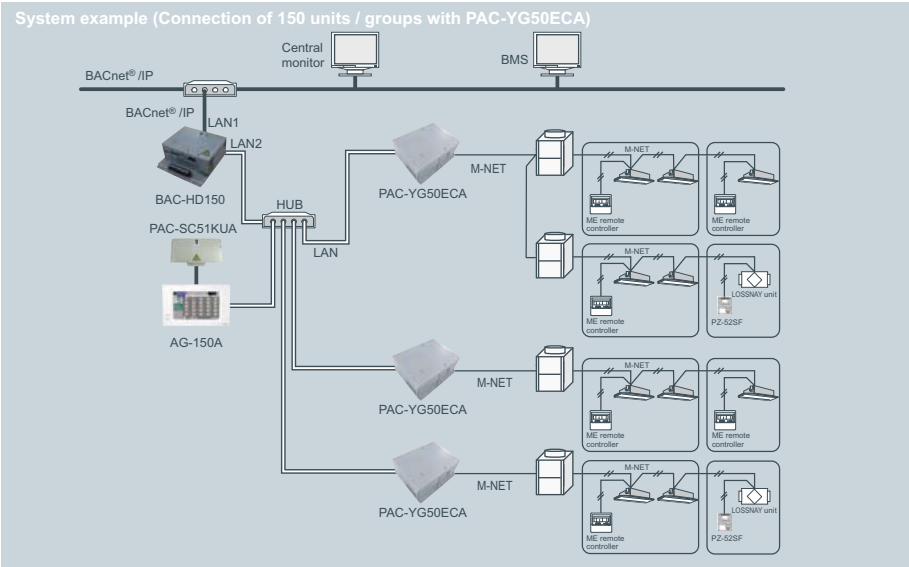 System example (Connection of 150 units / groups with PAC-YG50ECA)
Central
monitor
BMS
BACnet® /IP
BACnet® /IP
LAN1
LAN2
BAC-HD150
HUB
PAC-SC51KUA
LAN
AG-150A
PAC-YG50ECA
M-NET
M-NET
ME remote
controller
ME remote
controller
M-NET
ME remote
controller
LOSSNAY unit
PZ-52SF
PAC-YG50ECA
M-NET
M-NET
ME remote
controller
ME remote
controller
PAC-YG50ECA
M-NET
M-NET
ME remote
controller
LOSSNAY unit
PZ-52SF